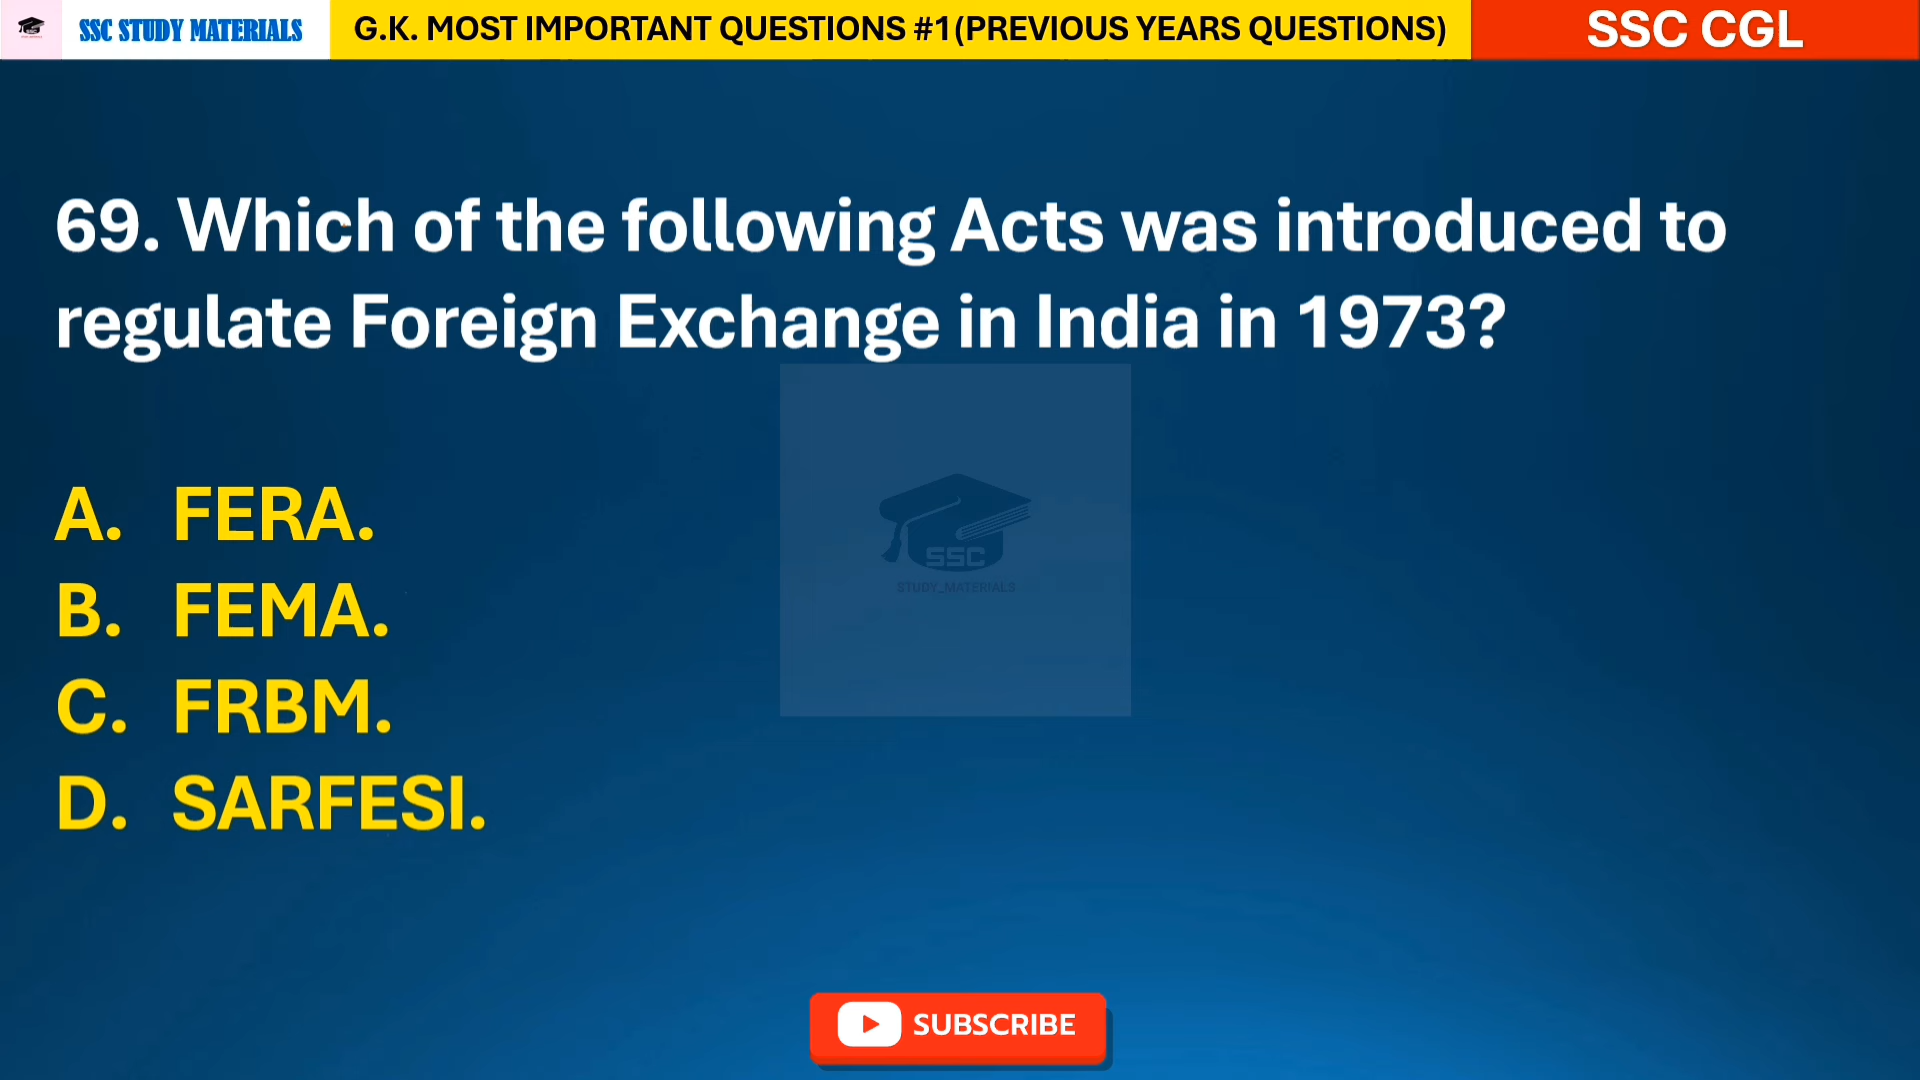 SSC STUDY MATERIALS
G.K. MOST IMPORTANT QUESTIONS #1(PREVIOUS YEARS QUESTIONS)
SSC CGL
69. Which of the following Acts was introduced to
regulate Foreign Exchange in India in 1973?
A. FERA.
B. FEMA.
C. FRBM.
D. SARFESI.
SSC
STUDY_MATERIALS
SUBSCRIBE